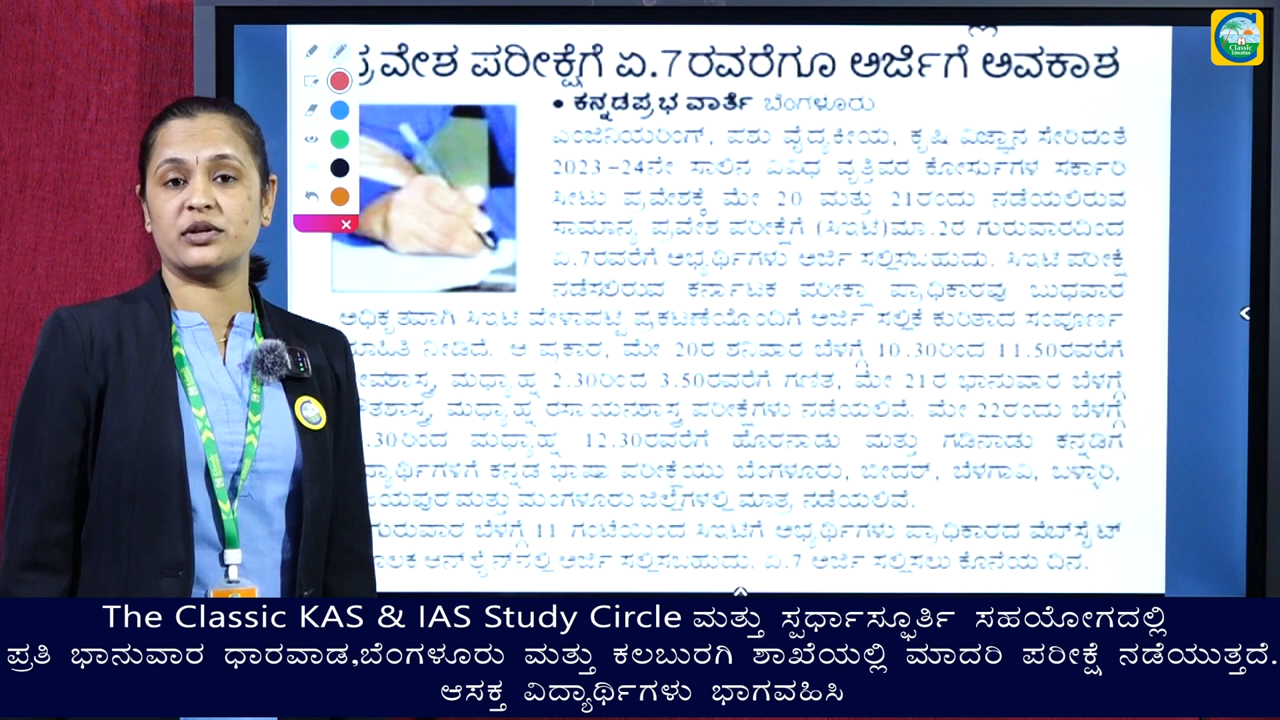 Classic
Education
ಪ್ರವೇಶ ಪರೀಕ್ಷೆಗೆ ಏ.7ರವರೆಗೂ ಅರ್ಜಿಗೆ ಅವಕಾಶ
• ಕನ್ನಡಪ್ರಭ ವಾರ್ತೆ ಬೆಂಗಳೂರು
ಎಂಜಿನಿಯರಿಂಗ್, ಪಶು ವೈದ್ಯಕೀಯ, ಕೃಷಿ ವಿಜ್ಞಾನ ಸೇರಿದಂತೆ
2023-24ನೇ ಸಾಲಿನ ವಿವಿಧ ವೃತ್ತಿಪರ ಕೋರ್ಸುಗಳ ಸರ್ಕಾರಿ
ಸೀಟು ಪ್ರವೇಶಕ್ಕೆ ಮೇ 20 ಮತ್ತು 21ರಂದು ನಡೆಯಲಿರುವ
ಸಾಮಾನ್ಯ ಪ್ರವೇಶ ಪರೀಕ್ಷೆಗೆ (ಸಿಇಟಿ)ಮಾ.2ರ ಗುರುವಾರದಿಂದ
ಏ.7ರವರೆಗೆ ಅಭ್ಯರ್ಥಿಗಳು ಅರ್ಜಿ ಸಲ್ಲಿಸಬಹುದು. ಸಿಇಟಿ ಪರೀಕ್ಷೆ
ನಡೆಸಲಿರುವ ಕರ್ನಾಟಕ ಪರೀಕ್ಷಾ ಪ್ರಾಧಿಕಾರವು ಬುಧವಾರ
ಅಧಿಕೃತವಾಗಿ ಸಿಇಟಿ ವೇಳಾಪಟ್ಟಿ ಪ್ರಕಟಣೆಯೊಂದಿಗೆ ಅರ್ಜಿ ಸಲ್ಲಿಕೆ ಕುರಿತಾದ ಸಂಪೂರ್ಣ
ಮಾಹಿತಿ ನೀಡಿದೆ. ಆ ಪ್ರಕಾರ, ಮೇ 20ರ ಶನಿವಾರ ಬೆಳಗ್ಗೆ 10.30ರಿಂದ 11.50ರವರೆಗೆ
ಮಧ್ಯಾಹ್ನ 2.30ರಿಂದ 3.50ರವರೆಗೆ ಗಣಿತ, ಮೇ 21ರ ಭಾನುವಾರ ಬೆಳಗ್ಗೆ
ಮಧ್ಯಾಹ್ನ ರಸಾಯನಶಾಸ್ತ್ರ ಪರೀಕ್ಷೆಗಳು ನಡೆಯಲಿವೆ. ಮೇ 22ರಂದು ಬೆಳಗ್ಗೆ
.30ರಿಂದ ಮಧ್ಯಾಹ್ನ 12.30ರವರೆಗೆ ಹೊರನಾಡು ಮತ್ತು ಗಡಿನಾಡು ಕನ್ನಡಿಗ
ದ್ಯಾರ್ಥಿಗಳಿಗೆ ಕನ್ನಡ ಭಾಷಾ ಪರೀಕ್ಷೆಯು ಬೆಂಗಳೂರು, ಬೀದರ್, ಬೆಳಗಾವಿ, ಬಳ್ಳಾರಿ,
ಜಯಪುರ ಮತ್ತು ಮಂಗಳೂರು ಜಿಲ್ಲೆಗಳಲ್ಲಿ ಮಾತ್ರ ನಡೆಯಲಿವೆ.
ಗುರುವಾರ ಬೆಳಗ್ಗೆ 11 ಗಂಟೆಯಿಂದ ಸಿಇಟಿಗೆ ಅಭ್ಯರ್ಥಿಗಳು ಪ್ರಾಧಿಕಾರದ ವೆಬ್‌ಸೈಟ್
ಮೂಲಕ ಆನ್‌ಲೈನ್‌ನಲ್ಲಿ ಅರ್ಜಿ ಸಲ್ಲಿಸಬಹುದು. ಏ.7 ಅರ್ಜಿ ಸಲ್ಲಿಸಲು ಕೊನೆಯ ದಿನ.
The Classic KAS & IAS Study Circle ಮತ್ತು ಸ್ಪರ್ಧಾಸ್ಫೂರ್ತಿ ಸಹಯೋಗದಲ್ಲಿ
ಪ್ರತಿ ಭಾನುವಾರ ಧಾರವಾಡ,ಬೆಂಗಳೂರು ಮತ್ತು ಕಲಬುರಗಿ ಶಾಖೆಯಲ್ಲಿ ಮಾದರಿ ಪರೀಕ್ಷೆ ನಡೆಯುತ್ತದೆ.
ಆಸಕ್ತ ವಿದ್ಯಾರ್ಥಿಗಳು ಭಾಗವಹಿಸಿ